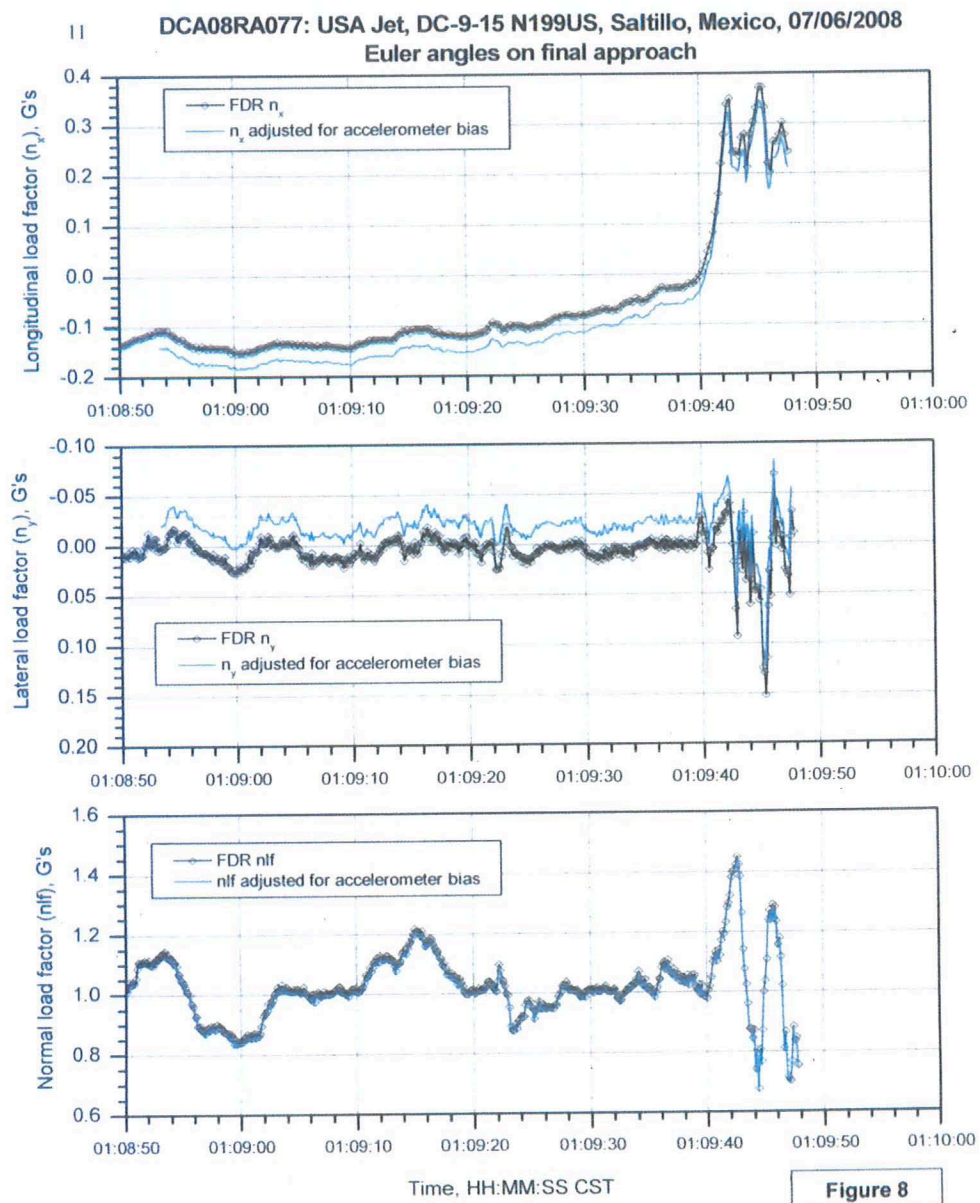 11
DCA08RA077: USA Jet, DC-9-15 N199US, Saltillo, Mexico, 07/06/2008
Euler angles on final approach
Longitudinal load factor (nx), G's
0.4
0.3
0.2
0.1
0.0
-0.1
-0.2
FDR nx
nx adjusted for accelerometer bias
01:08:50 01:09:00 01:09:10 01:09:20 01:09:30 01:09:40 01:09:50 01:10:00
Lateral load factor (ny), G's
-0.10
-0.05
0.00
0.05
0.10
0.15
0.20
FDR ny
ny adjusted for accelerometer bias
01:08:50 01:09:00 01:09:10 01:09:20 01:09:30 01:09:40 01:09:50 01:10:00
Normal load factor (nlf), G's
1.6
1.4
1.2
1.0
0.8
0.6
FDR nlf
nlf adjusted for accelerometer bias
01:08:50 01:09:00 01:09:10 01:09:20 01:09:30 01:09:40 01:09:50 01:10:00
Time, HH:MM:SS CST
Figure 8